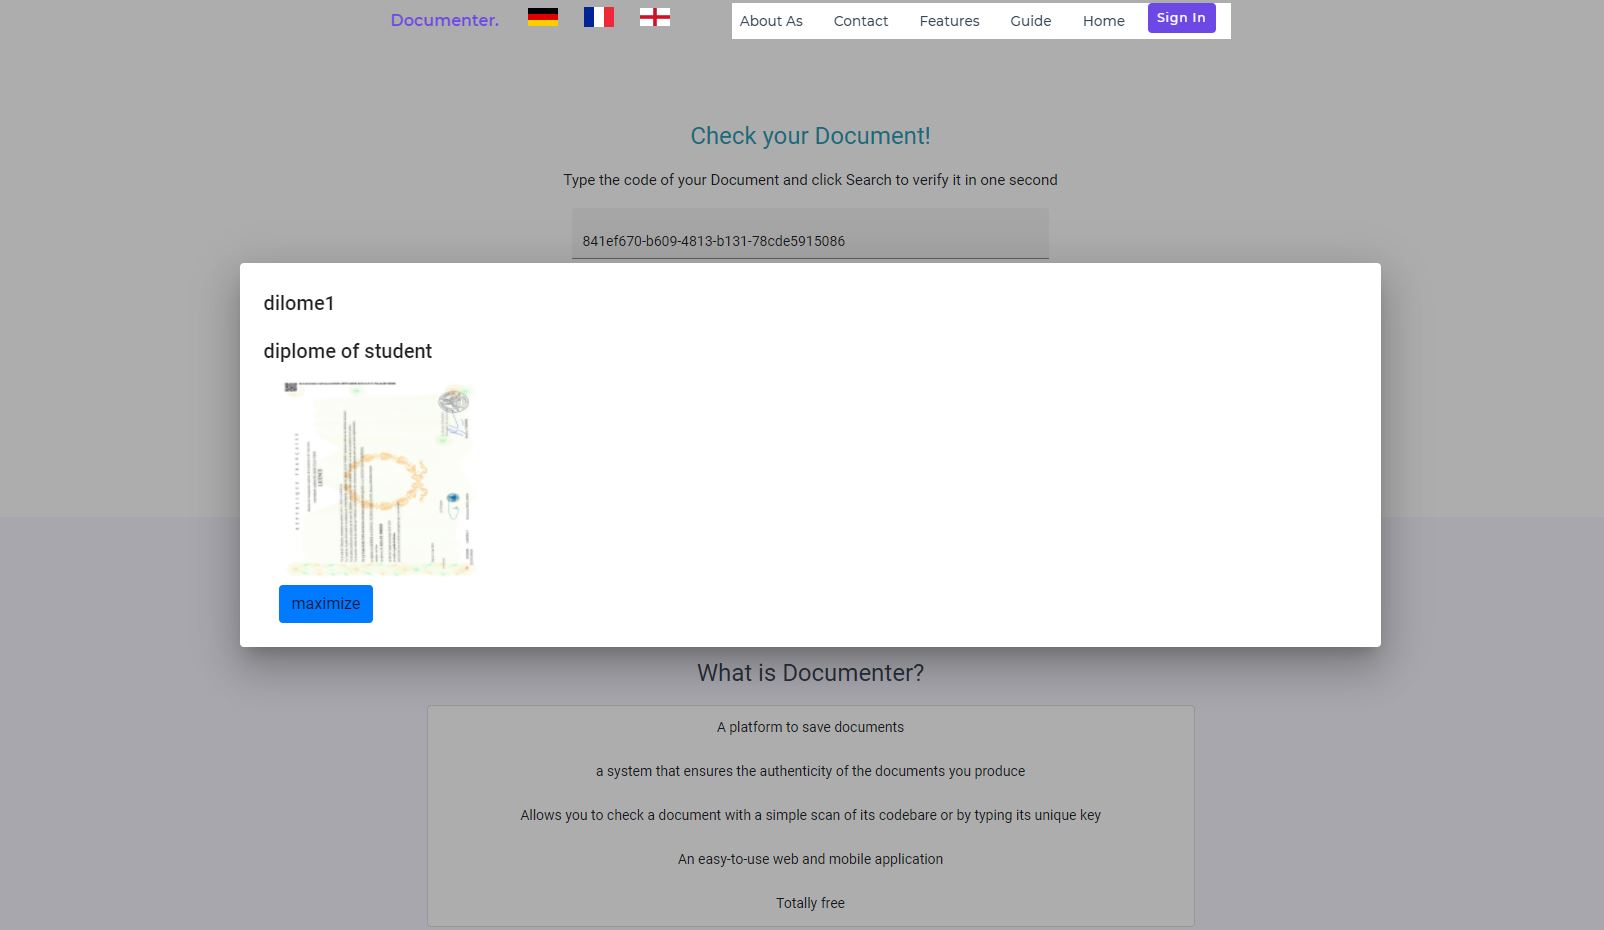 Documenter.
About As Contact Features Guide Home Sign In
Check your Document!
Type the code of your Document and click Search to verify it in one second
841ef670-b609-4813-b131-78cde5915086
dilome1
diplome of student
maximize
What is Documenter?
A platform to save documents
a system that ensures the authenticity of the documents you produce
Allows you to check a document with a simple scan of its codebare or by typing its unique key
An easy-to-use web and mobile application
Totally free